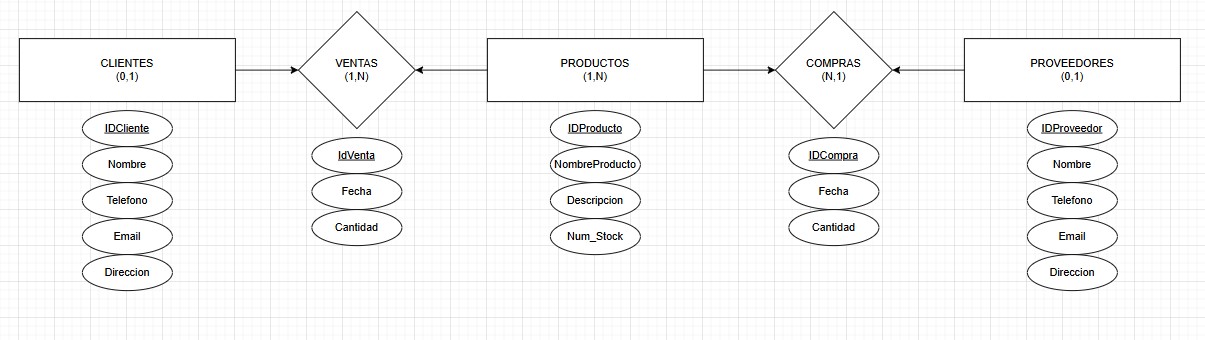 CLIENTES
(0,1)
IDCliente
Nombre
Telefono
Email
Direccion
VENTAS
(1,N)
IdVenta
Fecha
Cantidad
PRODUCTOS
(1,N)
IDProducto
NombreProducto
Descripcion
Num_Stock
COMPRAS
(N,1)
IDCompra
Fecha
Cantidad
PROVEEDORES
(0,1)
IDProveedor
Nombre
Telefono
Email
Direccion